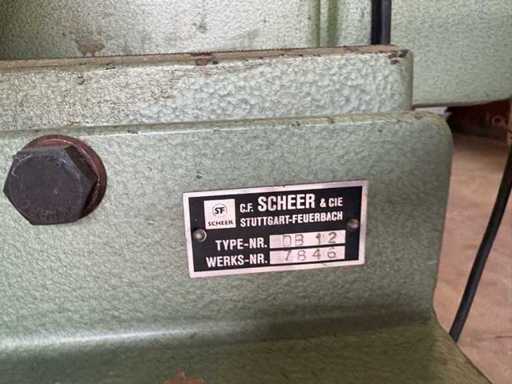 SF
SCHEER
C.F. SCHEER & CIE
STUTTGART-FEUERBACH
TYPE-NR. DB 12
WERKS-NR. 7846